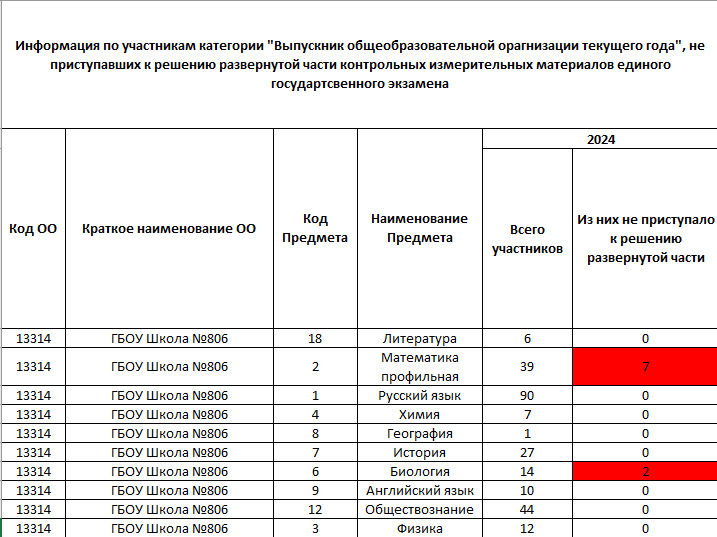 Информация по участникам категории "Выпускник общеобразовательной орагнизации текущего года", не
приступавших к решению развернутой части контрольных измерительных материалов единого
государтсвенного экзамена
2024
Код ОО Краткое наименование ОО Код Предмета Наименование Предмета Всего участников Из них не приступало к решению развернутой части
13314 ГБОУ Школа №806 18 Литература 6 0
13314 ГБОУ Школа №806 2 Математика профильная 39 7
13314 ГБОУ Школа №806 1 Русский язык 90 0
13314 ГБОУ Школа №806 4 Химия 7 0
13314 ГБОУ Школа №806 8 География 1 0
13314 ГБОУ Школа №806 7 История 27 0
13314 ГБОУ Школа №806 6 Биология 14 2
13314 ГБОУ Школа №806 9 Английский язык 10 0
13314 ГБОУ Школа №806 12 Обществознание 44 0
13314 ГБОУ Школа №806 3 Физика 12 0